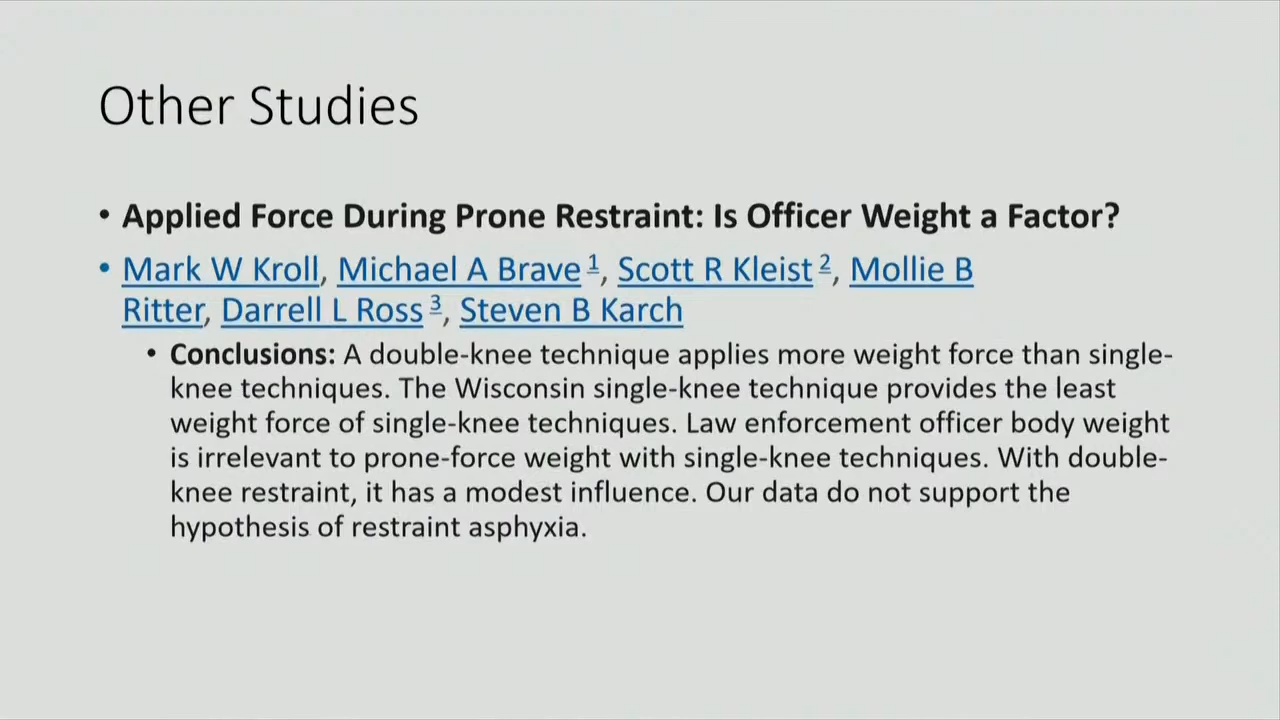 Other Studies
• Applied Force During Prone Restraint: Is Officer Weight a Factor?
• Mark W Kroll, Michael A Brave 1, Scott R Kleist 2, Mollie B
Ritter, Darrell L Ross 3, Steven B Karch
• Conclusions: A double-knee technique applies more weight force than single-
knee techniques. The Wisconsin single-knee technique provides the least
weight force of single-knee techniques. Law enforcement officer body weight
is irrelevant to prone-force weight with single-knee techniques. With double-
knee restraint, it has a modest influence. Our data do not support the
hypothesis of restraint asphyxia.